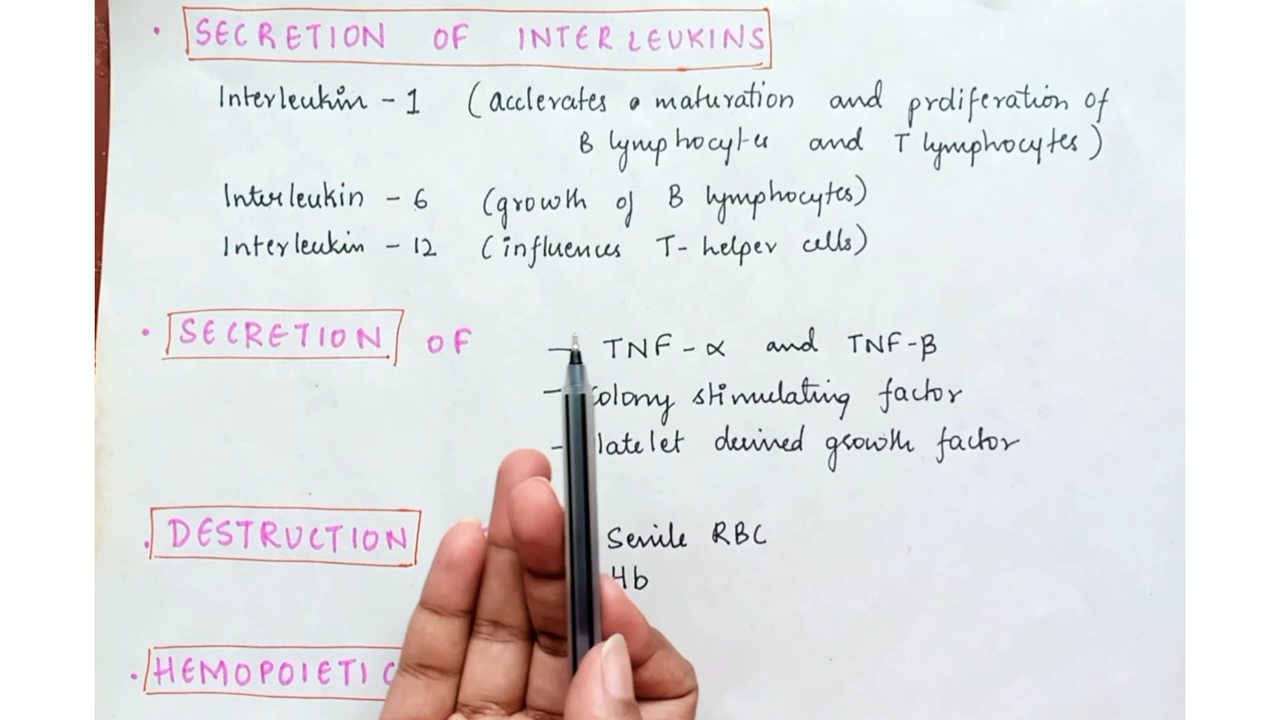 SECRETION OF INTERLEUKINS
Interleukin - 1 (acclerates maturation and proliferation of
B lymphocytes and T lymphocytes)
Interleukin - 6 (growth of B lymphocytes)
Interleukin - 12 (influences T- helper cells)
SECRETION OF - TNF - α and TNF - β
- colony stimulating factor
- latelet derived growth factor
DESTRUCTION Senile RBC
Hb
HEMOPOIETIC